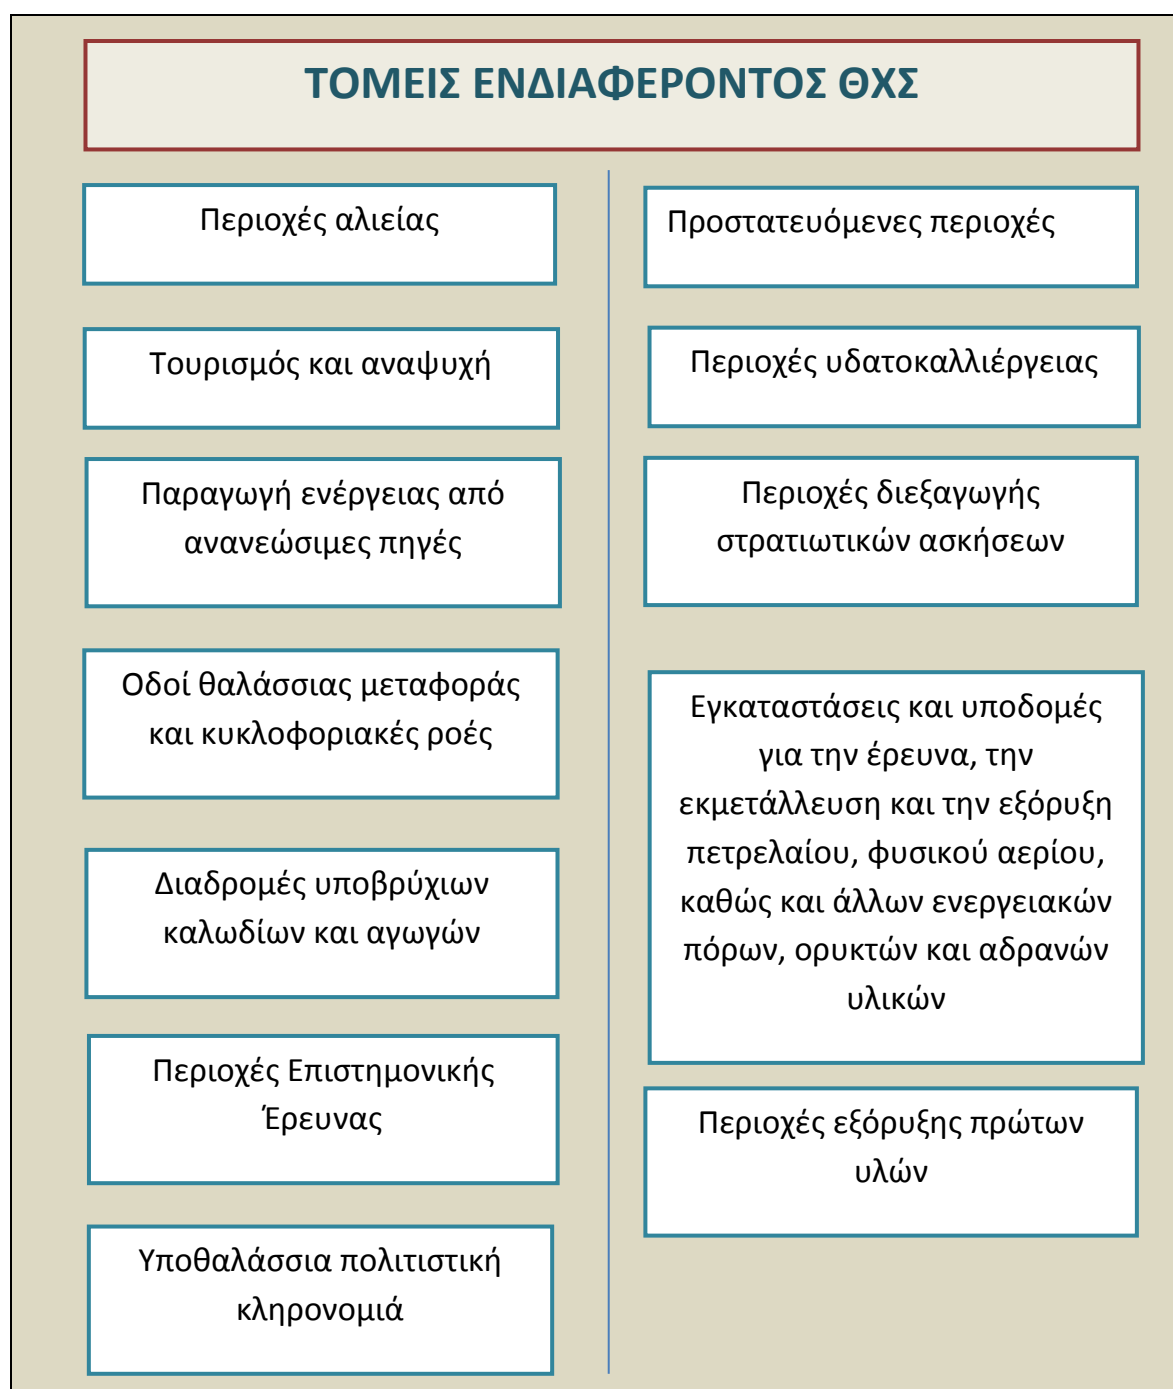 ΤΟΜΕΙΣ ΕΝΔΙΑΦΕΡΟΝΤΟΣ ΘΧΣ
Περιοχές αλιείας
Τουρισμός και αναψυχή
Παραγωγή ενέργειας από
ανανεώσιμες πηγές
Οδοί θαλάσσιας μεταφοράς
και κυκλοφοριακές ροές
Διαδρομές υποβρύχιων
καλωδίων και αγωγών
Περιοχές Επιστημονικής
Έρευνας
Υποθαλάσσια πολιτιστική
κληρονομιά
Προστατευόμενες περιοχές
Περιοχές υδατοκαλλιέργειας
Περιοχές διεξαγωγής
στρατιωτικών ασκήσεων
Εγκαταστάσεις και υποδομές
για την έρευνα, την
εκμετάλλευση και την εξόρυξη
πετρελαίου, φυσικού αερίου,
καθώς και άλλων ενεργειακών
πόρων, ορυκτών και αδρανών
υλικών
Περιοχές εξόρυξης πρώτων
υλών